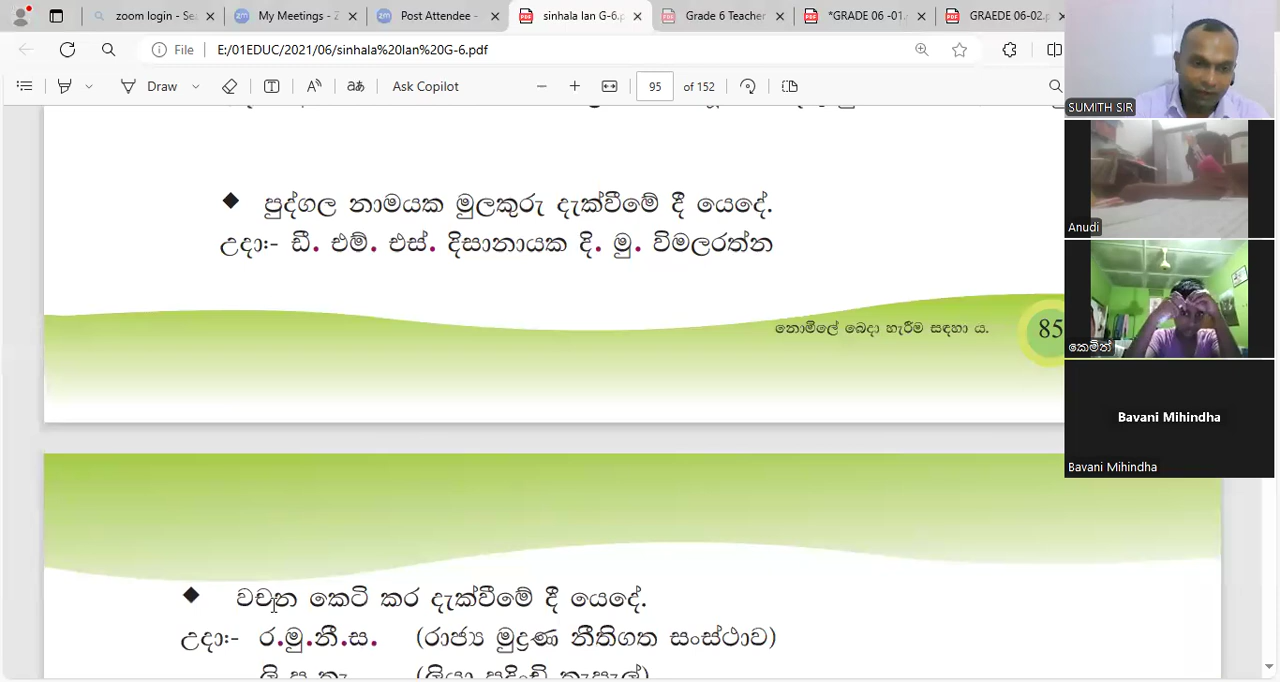 zoom login - Se
My Meetings - Z
Post Attendee -
sinhala lan G-6.p
Grade 6 Teacher
*GRADE 06 -01.
GRAEDE 06-02.p
File
E:/01EDUC/2021/06/sinhala%20lan%20G-6.pdf
Draw
Ask Copilot
95 of 152
SUMITH SIR
Anudi
කෙමිත්
Bavani Mihindha
Bavani Mihindha
◆ පුද්ගල නාමයක මුලකුරු දැක්වීමේ දී යෙදේ.
උදා:- ඩී. එම්. එස්. දිසානායක දි. මු. විමලරත්න
නොමිලේ බෙදා හැරීම සඳහා ය.
85
◆ වචන කෙටි කර දැක්වීමේ දී යෙදේ.
උදා:- ර.මු.නී.ස. (රාජ්‍ය මුද්‍රණ නීතිගත සංස්ථාව)
ලි.ප.තැ. (ලියා පදිංචි තැපැල්)